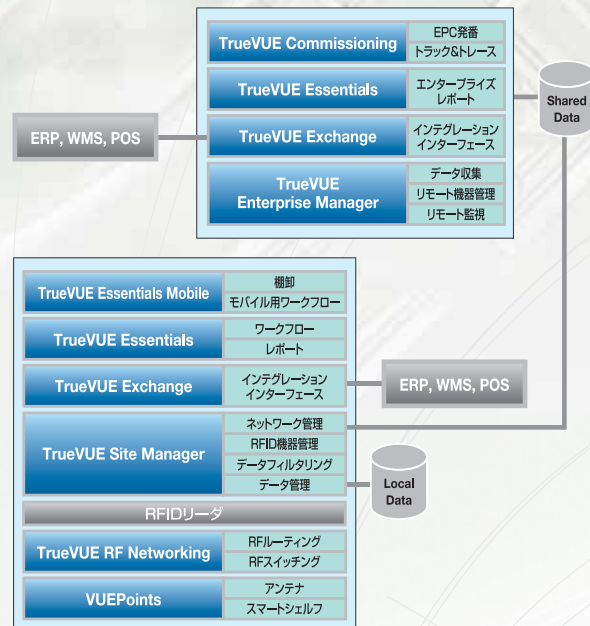 TrueVUE Commissioning
EPC発番
トラック&トレース
TrueVUE Essentials
エンタープライズ
レポート
Shared
Data
ERP, WMS, POS
TrueVUE Exchange
インテグレーション
インターフェース
TrueVUE
Enterprise Manager
データ収集
リモート機器管理
リモート監視
TrueVUE Essentials Mobile
棚卸
モバイル用ワークフロー
TrueVUE Essentials
ワークフロー
レポート
TrueVUE Exchange
インテグレーション
インターフェース
ERP, WMS, POS
TrueVUE Site Manager
ネットワーク管理
RFID機器管理
データフィルタリング
データ管理
Local
Data
RFIDリーダ
TrueVUE RF Networking
RFルーティング
RFスイッチング
VUEPoints
アンテナ
スマートシェルフ